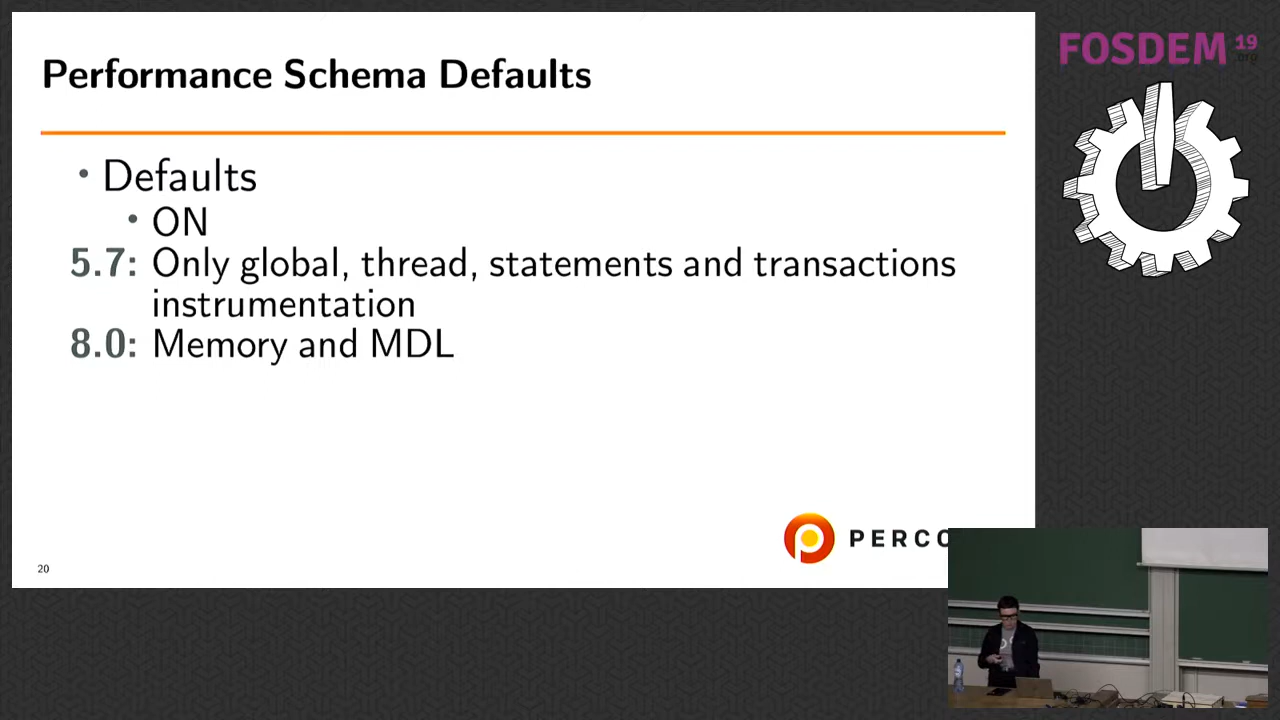 Performance Schema Defaults
• Defaults
• ON
5.7: Only global, thread, statements and transactions
instrumentation
8.0: Memory and MDL
PERCO
20
FOSDEM 19
.org